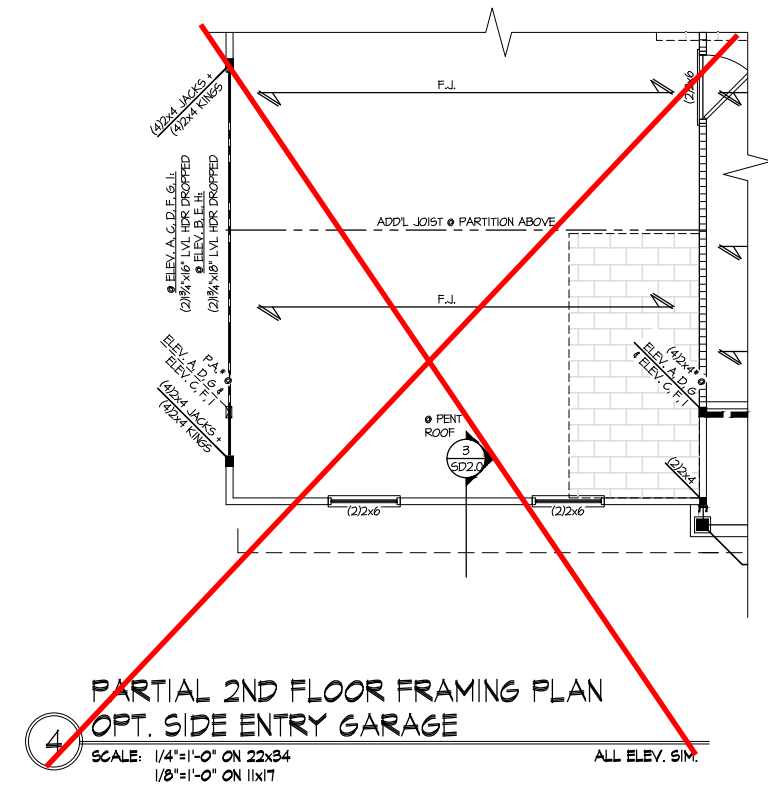 F.J.
(2)2x6
(4)2x4 JACKS +
(4)2x4 KINGS
@ ELEV. A, C, D, F, G, I:
(2)1¾"x16" LVL HDR DROPPED
@ ELEV. B, E, H:
(2)1¾"x18" LVL HDR DROPPED
ADD'L JOIST @ PARTITION ABOVE
F.J.
P.A. @
ELEV. A, D, G &
ELEV. C, F, I
(4)2x4 JACKS +
(4)2x4 KINGS
(4)2x4 @
ELEV. A, D, G
& ELEV. C, F, I
@ PENT
ROOF
3
SD2.0
(2)2x4
(2)2x6
(2)2x6
PARTIAL 2ND FLOOR FRAMING PLAN
OPT. SIDE ENTRY GARAGE
4
SCALE: 1/4"=1'-0" ON 22x34
ALL ELEV. SIM.
1/8"=1'-0" ON 11x17